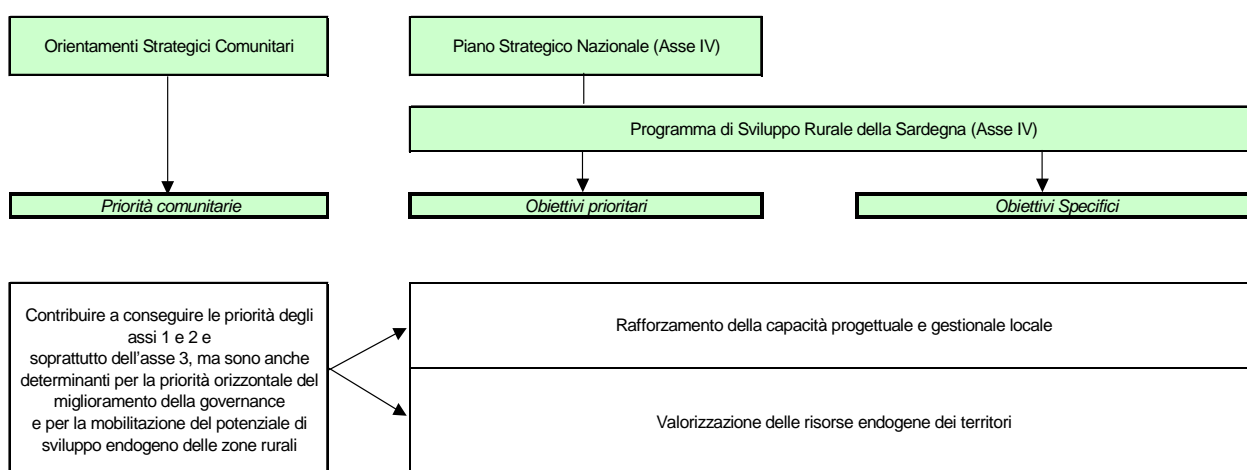 Orientamenti Strategici Comunitari
Piano Strategico Nazionale (Asse IV)
Programma di Sviluppo Rurale della Sardegna (Asse IV)
Priorità comunitarie
Obiettivi prioritari
Obiettivi Specifici
Contribuire a conseguire le priorità degli
assi 1 e 2 e
soprattutto dell'asse 3, ma sono anche
determinanti per la priorità orizzontale del
miglioramento della governance
e per la mobilitazione del potenziale di
sviluppo endogeno delle zone rurali
Rafforzamento della capacità progettuale e gestionale locale
Valorizzazione delle risorse endogene dei territori